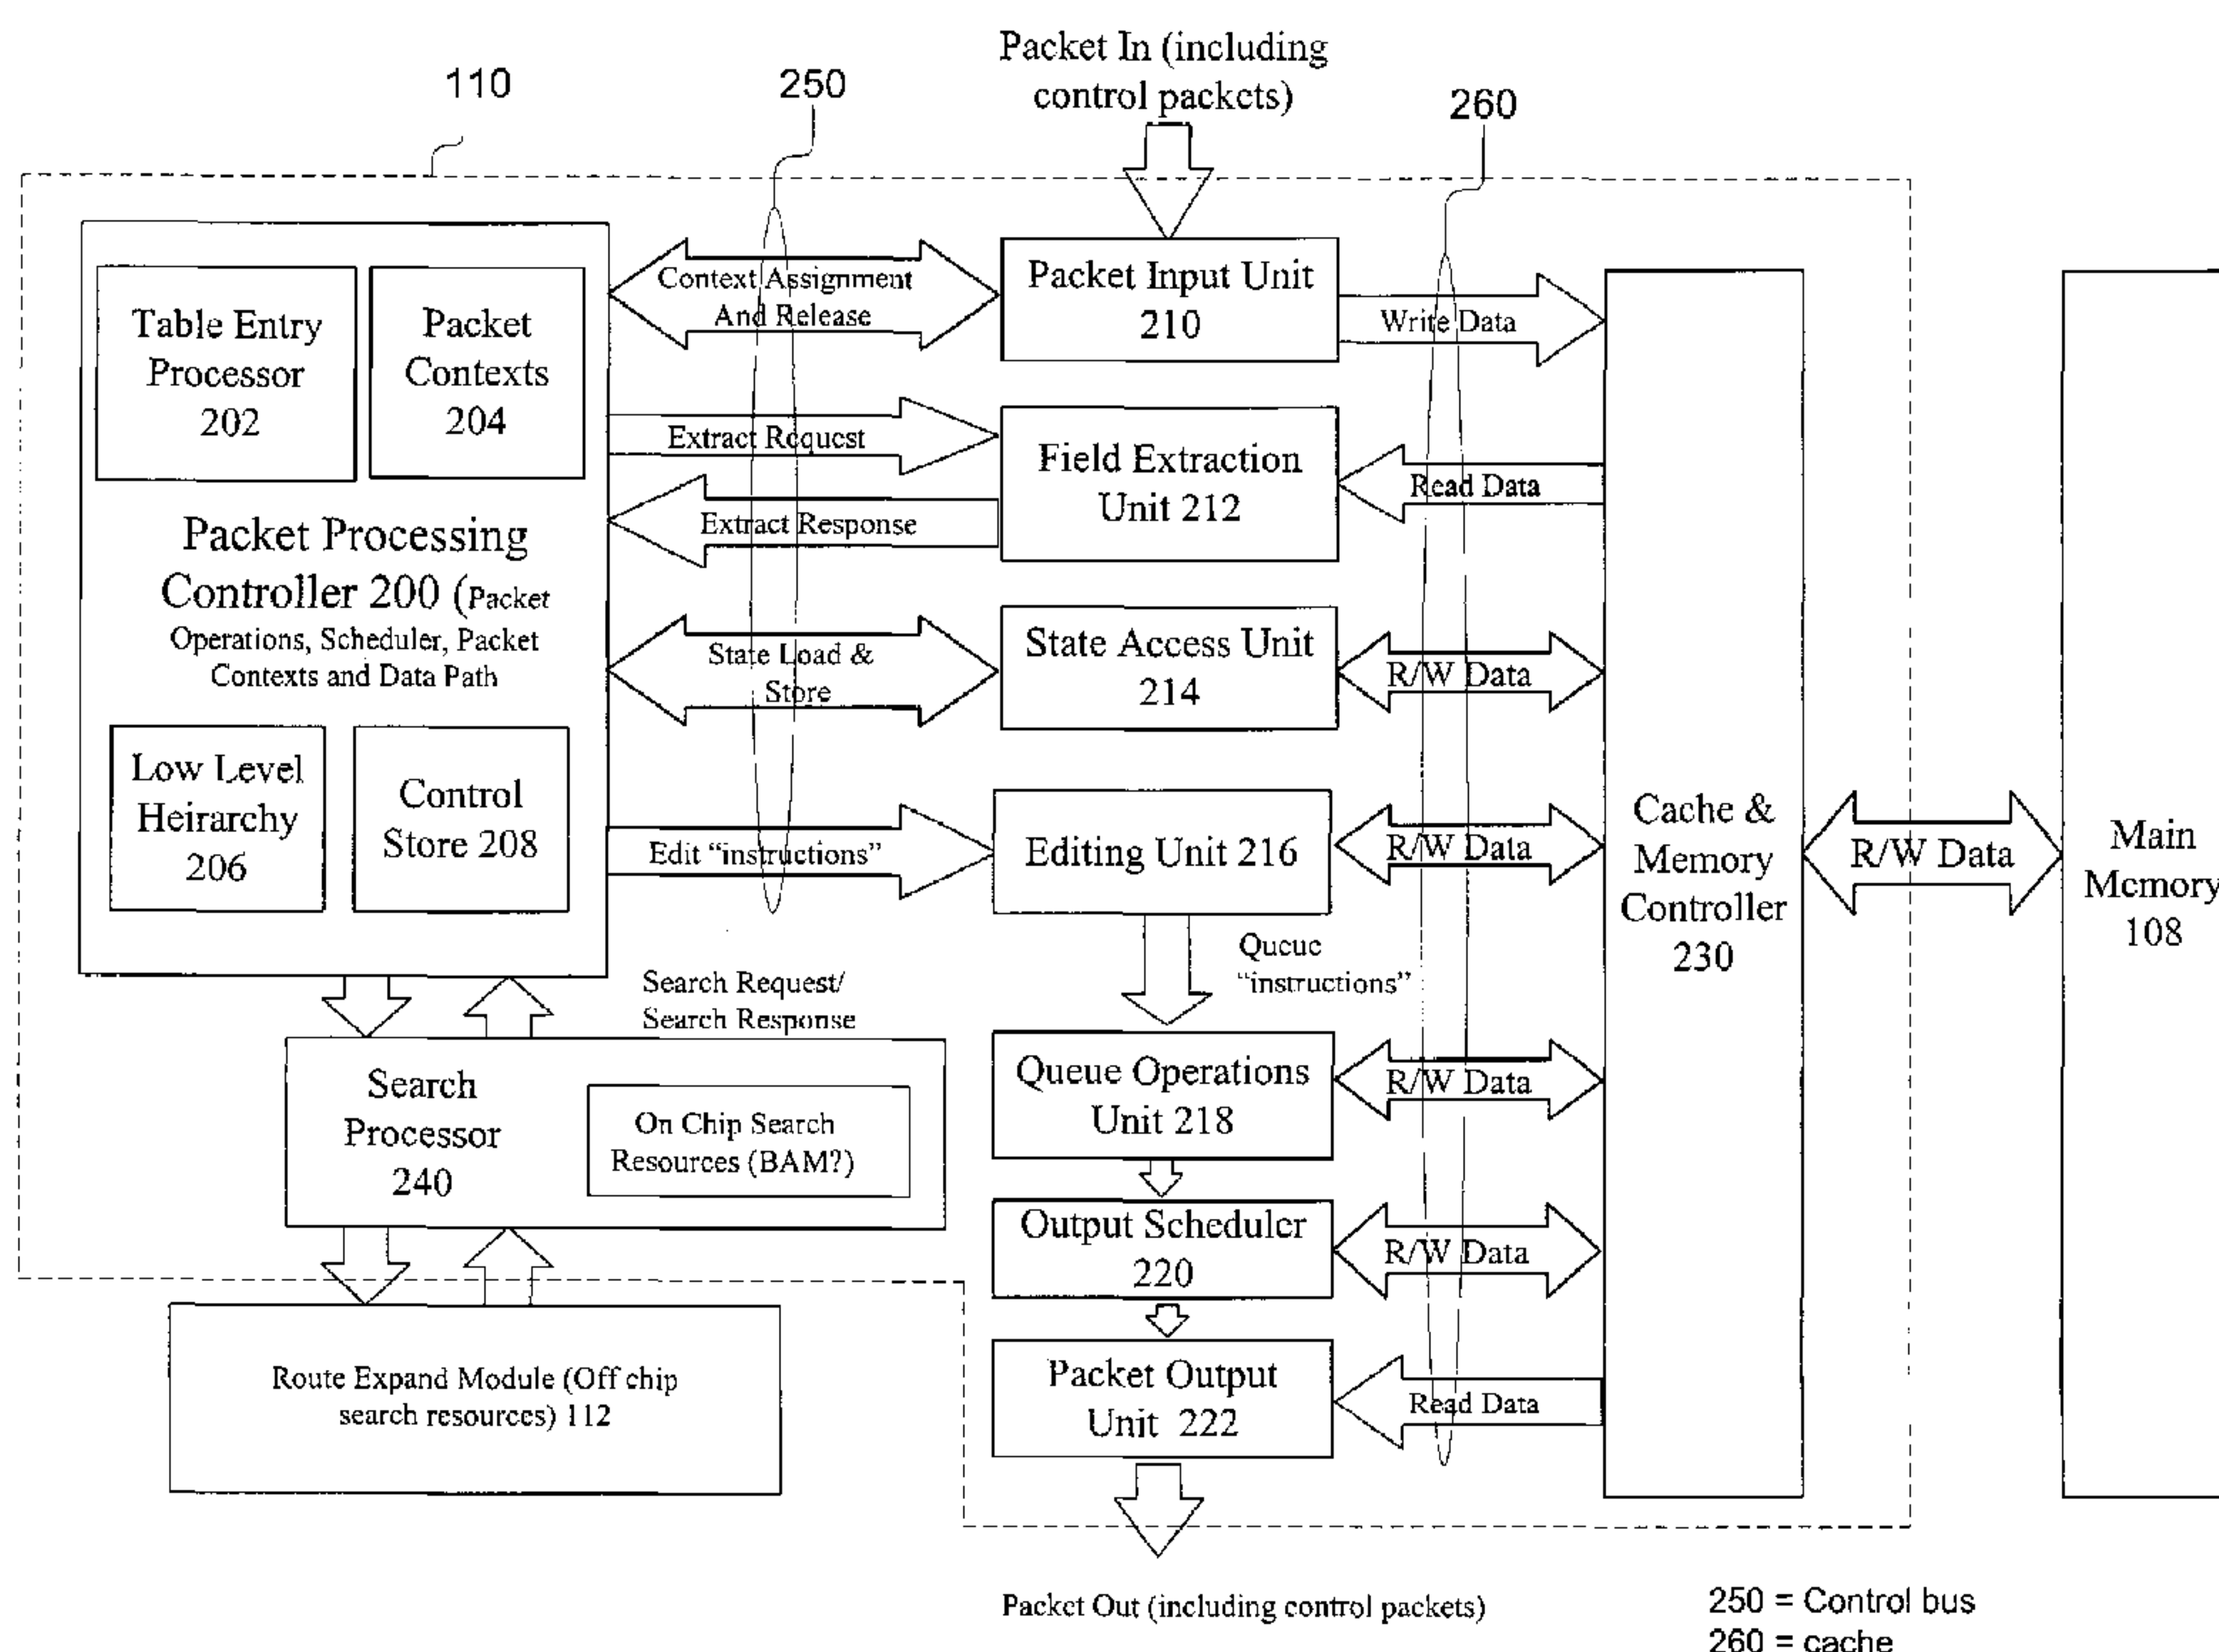 110
250
Packet In (including
control packets)
260
Table Entry
Processor
202
Packet
Contexts
204
Packet Processing
Controller 200 (Packet
Operations, Scheduler, Packet
Contexts and Data Path
Low Level
Heirarchy
206
Control
Store 208
Context Assignment
And Release
Extract Request
Extract Response
State Load &
Store
Edit “instructions”
Packet Input Unit
210
Field Extraction
Unit 212
State Access Unit
214
Editing Unit 216
Queue
“instructions”
Queue Operations
Unit 218
Output Scheduler
220
Packet Output
Unit 222
Write Data
Read Data
R/W Data
R/W Data
R/W Data
R/W Data
Read Data
Cache &
Memory
Controller
230
R/W Data
Main
Memory
108
Search Request/
Search Response
Search
Processor
240
On Chip Search
Resources (BAM?)
Route Expand Module (Off chip
search resources) 112
Packet Out (including control packets)
250 = Control bus
260 = cache